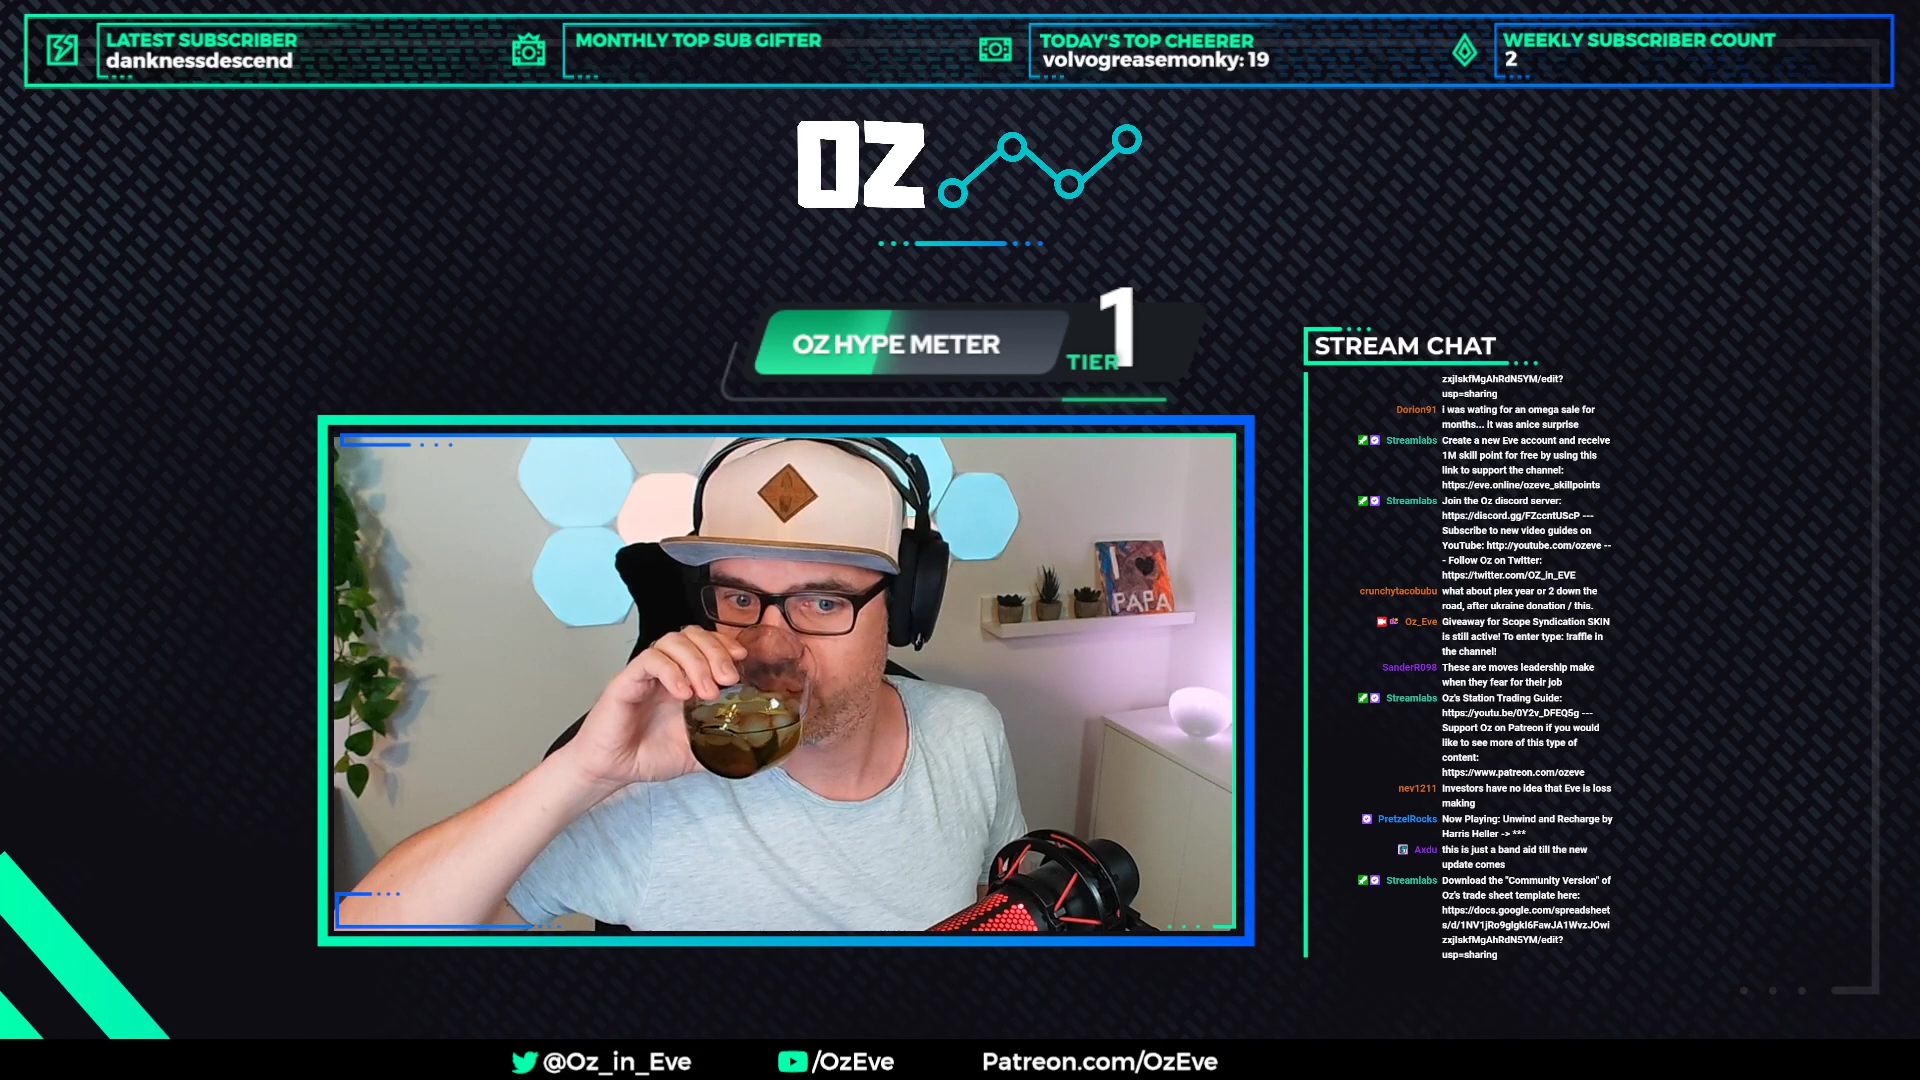 LATEST SUBSCRIBER
danknessdescend
MONTHLY TOP SUB GIFTER
TODAY'S TOP CHEERER
volvogreasemonky: 19
WEEKLY SUBSCRIBER COUNT
2
OZ
OZ HYPE METER
TIER 1
PAPA
STREAM CHAT
zxjlskfMgAhRdN5YM/edit?
usp=sharing
Dorion91 i was wating for an omega sale for
months... it was anice surprise
Streamlabs Create a new Eve account and receive
1M skill point for free by using this
link to support the channel:
https://eve.online/ozeve_skillpoints
Streamlabs Join the Oz discord server:
https://discord.gg/FZccntUScP ---
Subscribe to new video guides on
YouTube: http://youtube.com/ozeve --
- Follow Oz on Twitter:
https://twitter.com/OZ_in_EVE
crunchytacobubu what about plex year or 2 down the
road, after ukraine donation / this.
Oz_Eve Giveaway for Scope Syndication SKIN
is still active! To enter type: !raffle in
the channel!
SanderR098 These are moves leadership make
when they fear for their job
Streamlabs Oz's Station Trading Guide:
https://youtu.be/0Y2v_DFEQ5g ---
Support Oz on Patreon if you would
like to see more of this type of
content:
https://www.patreon.com/ozeve
nev1211 Investors have no idea that Eve is loss
making
PretzelRocks Now Playing: Unwind and Recharge by
Harris Heller -> ***
Axdu this is just a band aid till the new
update comes
Streamlabs Download the "Community Version" of
Oz's trade sheet template here:
https://docs.google.com/spreadsheet
s/d/1NV1jRo9glgkl6FawJA1WvzJOwi
zxjlskfMgAhRdN5YM/edit?
usp=sharing
@Oz_in_Eve
/OzEve
Patreon.com/OzEve